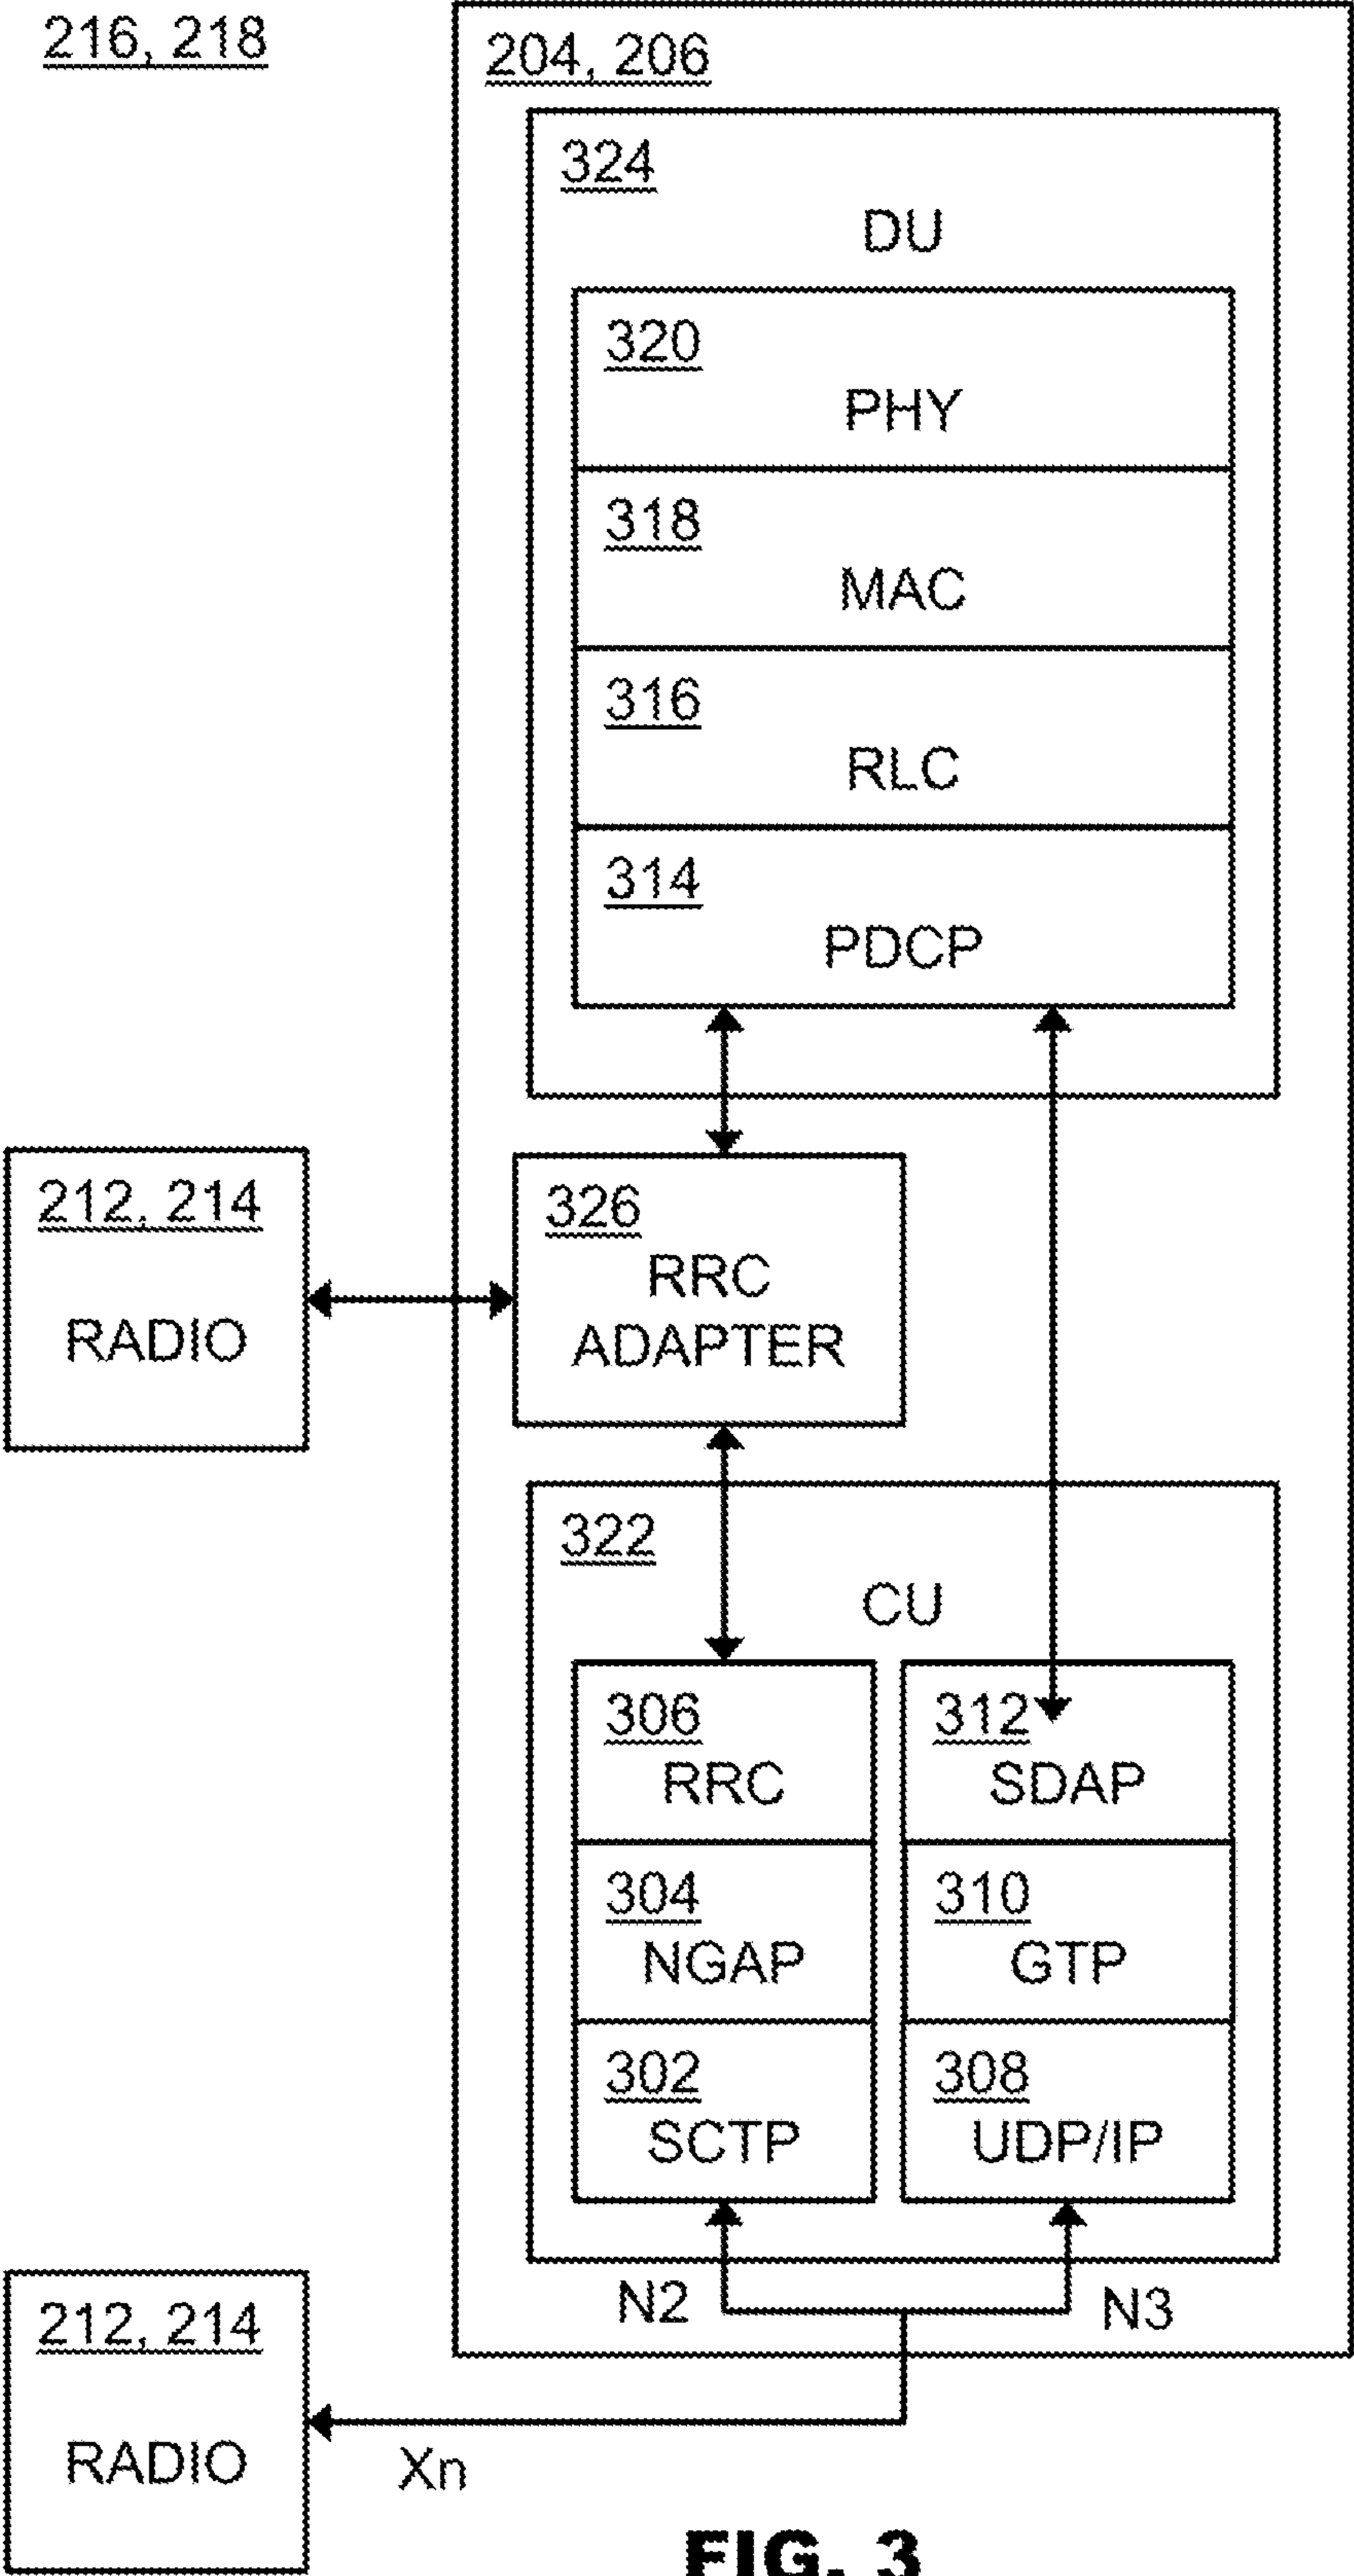 216, 218
204, 206
324
DU
320
PHY
318
MAC
316
RLC
314
PDCP
212, 214
RADIO
326
RRC
ADAPTER
322
CU
306
RRC
304
NGAP
302
SCTP
312
SDAP
310
GTP
308
UDP/IP
N2
N3
212, 214
RADIO
Xn
FIG. 3